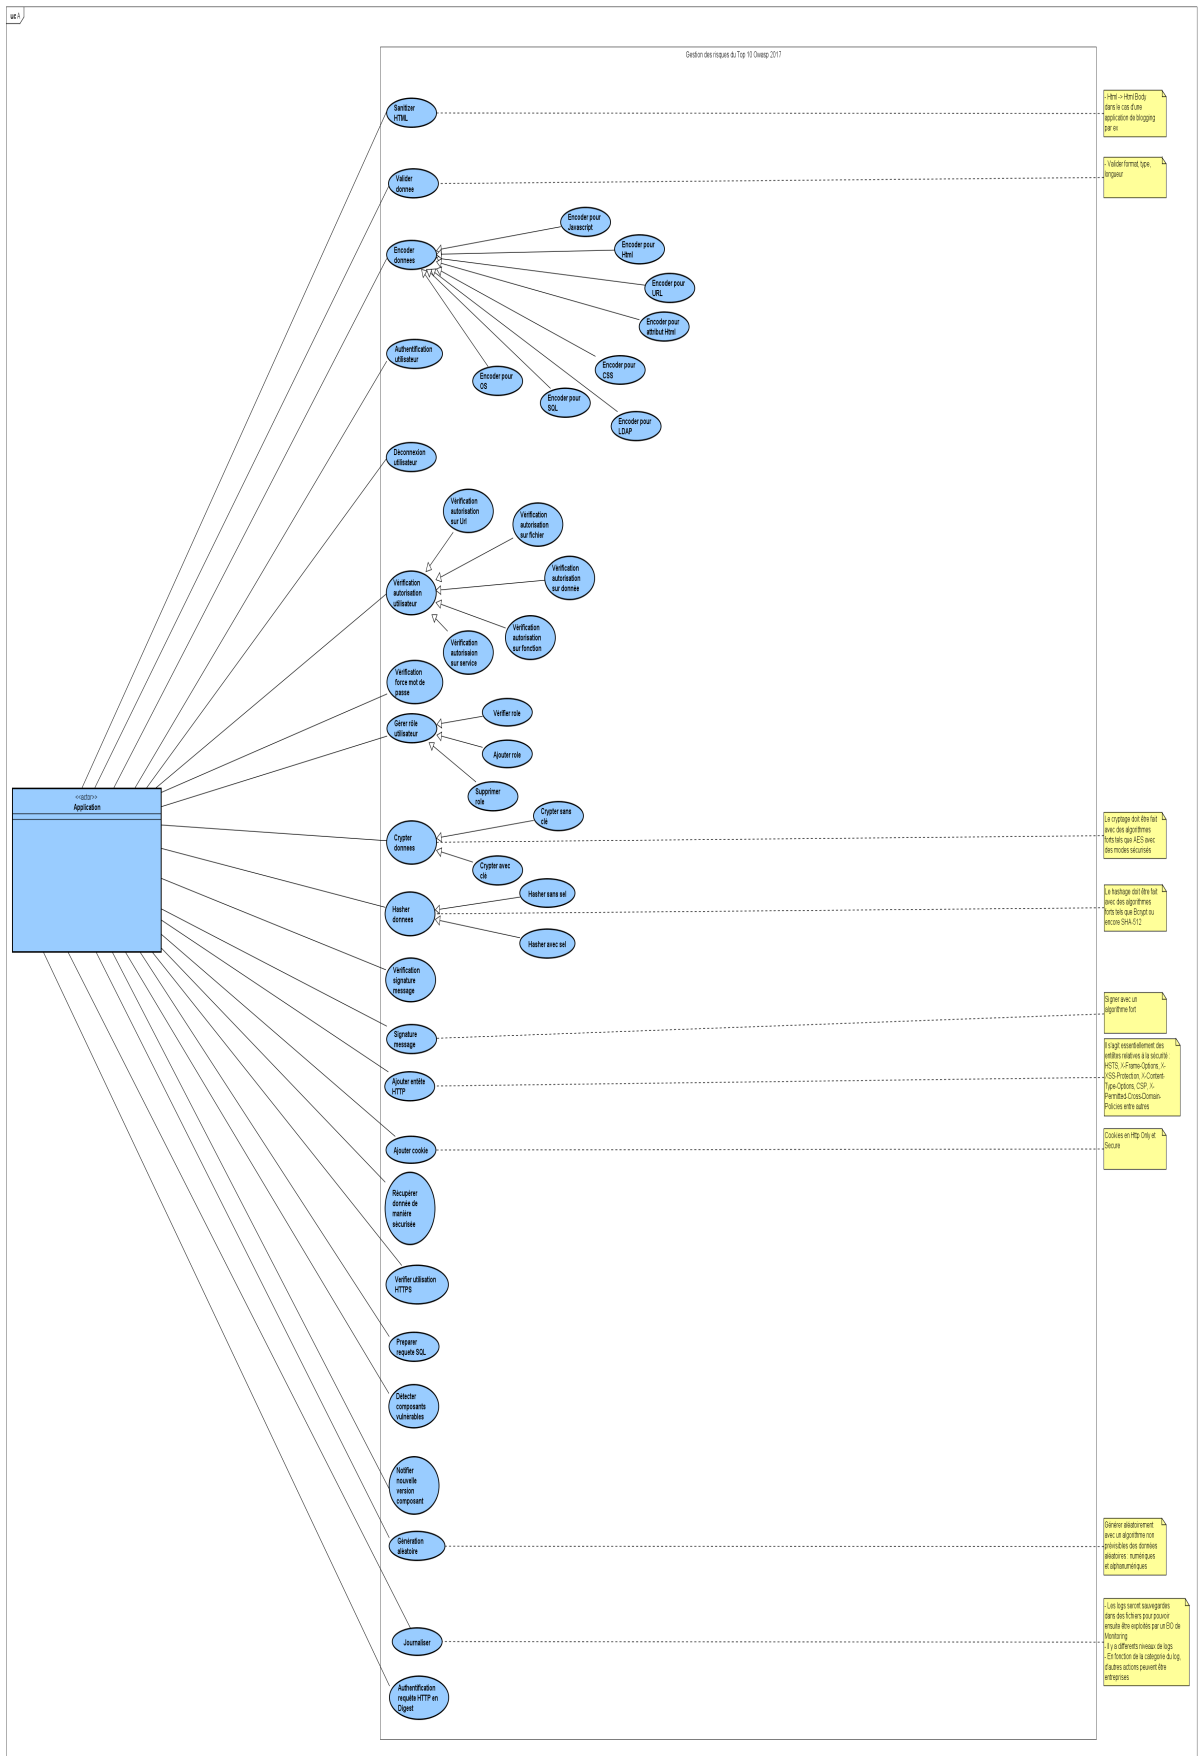 uc A
Gestion des risques du Top 10 Owasp 2017
Sanitizer
HTML
- Html -> Html Body
dans le cas d'une
application de blogging
par ex
Valider
donnee
- Valider format, type,
longueur
Encoder
donnees
Encoder pour
Javascript
Encoder pour
Html
Encoder pour
URL
Encoder pour
attribut Html
Encoder pour
CSS
Encoder pour
OS
Encoder pour
SQL
Encoder pour
LDAP
Authentification
utilisateur
Déconnexion
utilisateur
Vérification
autorisation
sur Url
Vérification
autorisation
sur fichier
Vérification
autorisation
sur donnée
Vérification
autorisation
utilisateur
Vérification
autorisation
sur fonction
Vérification
autorisaion
sur service
Vérification
force mot de
passe
Gérer rôle
utilisateur
Vérifier role
Ajouter role
Supprimer
role
<<actor>>
Application
Crypter
donnees
Crypter sans
clé
Crypter avec
clé
Le cryptage doit être fait
avec des algorithmes
forts tels que AES avec
des modes sécurisés
Hasher
donnees
Hasher sans sel
Hasher avec sel
Le hashage doit être fait
avec des algorithmes
forts tels que Bcrypt ou
encore SHA-512
Vérification
signature
message
Signature
message
Signer avec un
algorithme fort
Ajouter entête
HTTP
Il s'agit essentiellement des
entêtes relatives à la sécurité :
HSTS, X-Frame-Options, X-
XSS-Protection, X-Content-
Type-Options, CSP, X-
Permitted-Cross-Domain-
Policies entre autres
Ajouter cookie
Cookies en Http Only et
Secure
Récupérer
donnée de
manière
sécurisée
Verifier utilisation
HTTPS
Preparer
requete SQL
Détecter
composants
vulnérables
Notifier
nouvelle
version
composant
Génération
aléatoire
Générer aléatoirement
avec un algorithme non
prévisibles des données
aléatoires : numériques
et alphanumériques
Journaliser
- Les logs seront sauvegardés
dans des fichiers pour pouvoir
ensuite être exploités par un EIO de
Monitoring
- Il y a differents niveaux de logs
- En fonction de la categorie du log,
d'autres actions peuvent être
entreprises
Authentification
requête HTTP en
Digest